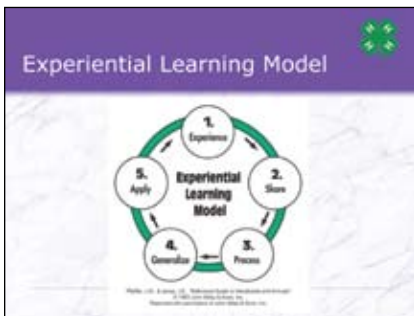 Experiential Learning Model
1.
Experience
2.
Share
3.
Process
4.
Generalize
5.
Apply
Experiential
Learning
Model